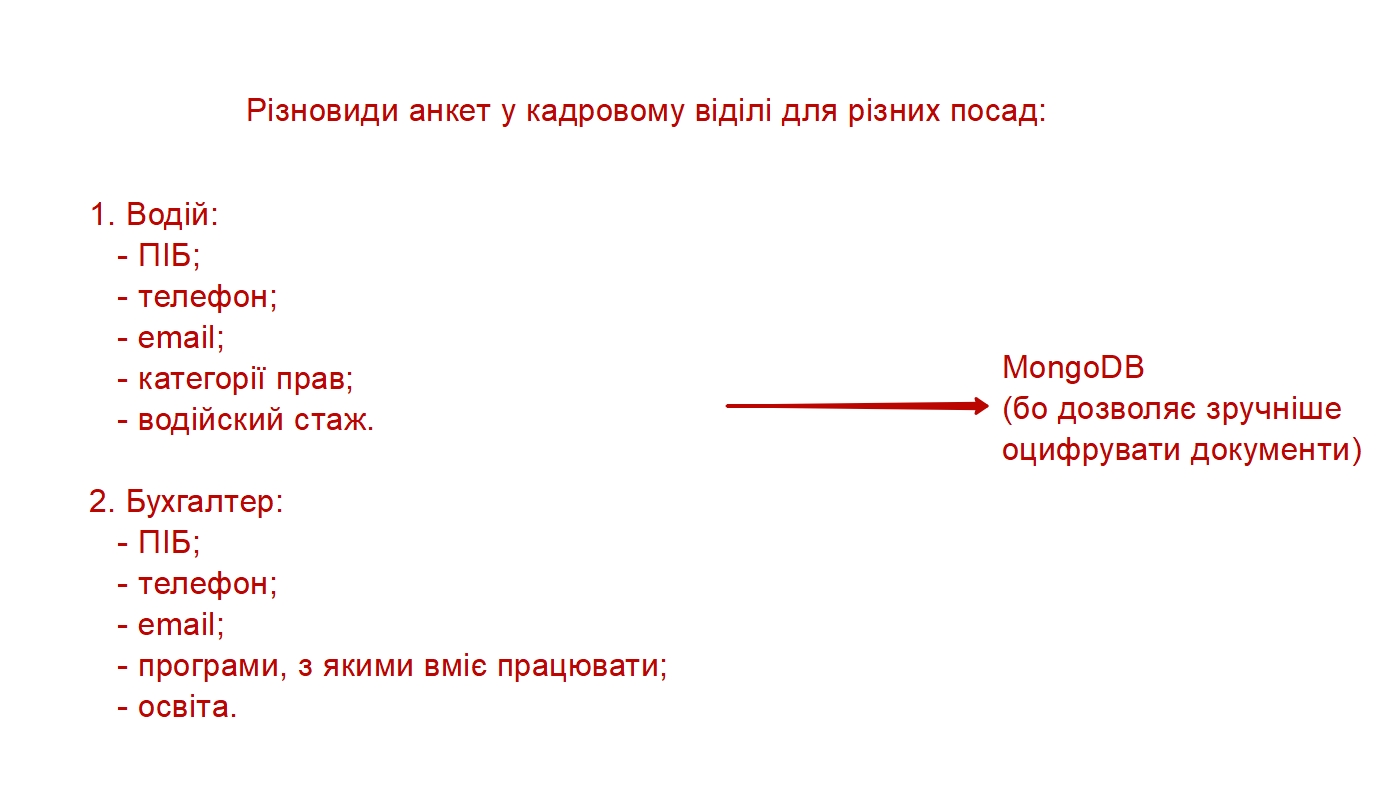 Різновиди анкет у кадровому віділі для різних посад:
1. Водій:
- ПІБ;
- телефон;
- email;
- категорії прав;
- водійский стаж.
MongoDB
(бо дозволяє зручніше
оцифрувати документи)
2. Бухгалтер:
- ПІБ;
- телефон;
- email;
- програми, з якими вміє працювати;
- освіта.